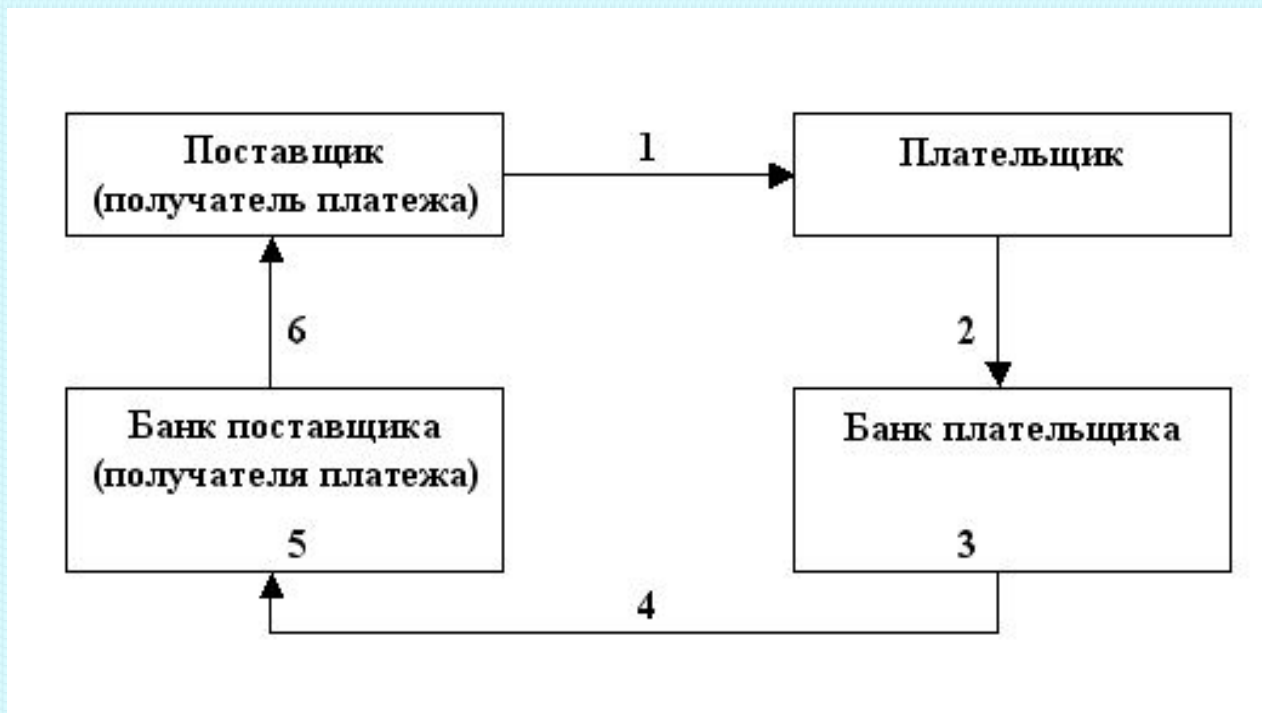 Поставщик
(получатель платежа)
1
Плательщик
6
2
Банк поставщика
(получателя платежа)
5
Банк плательщика
3
4